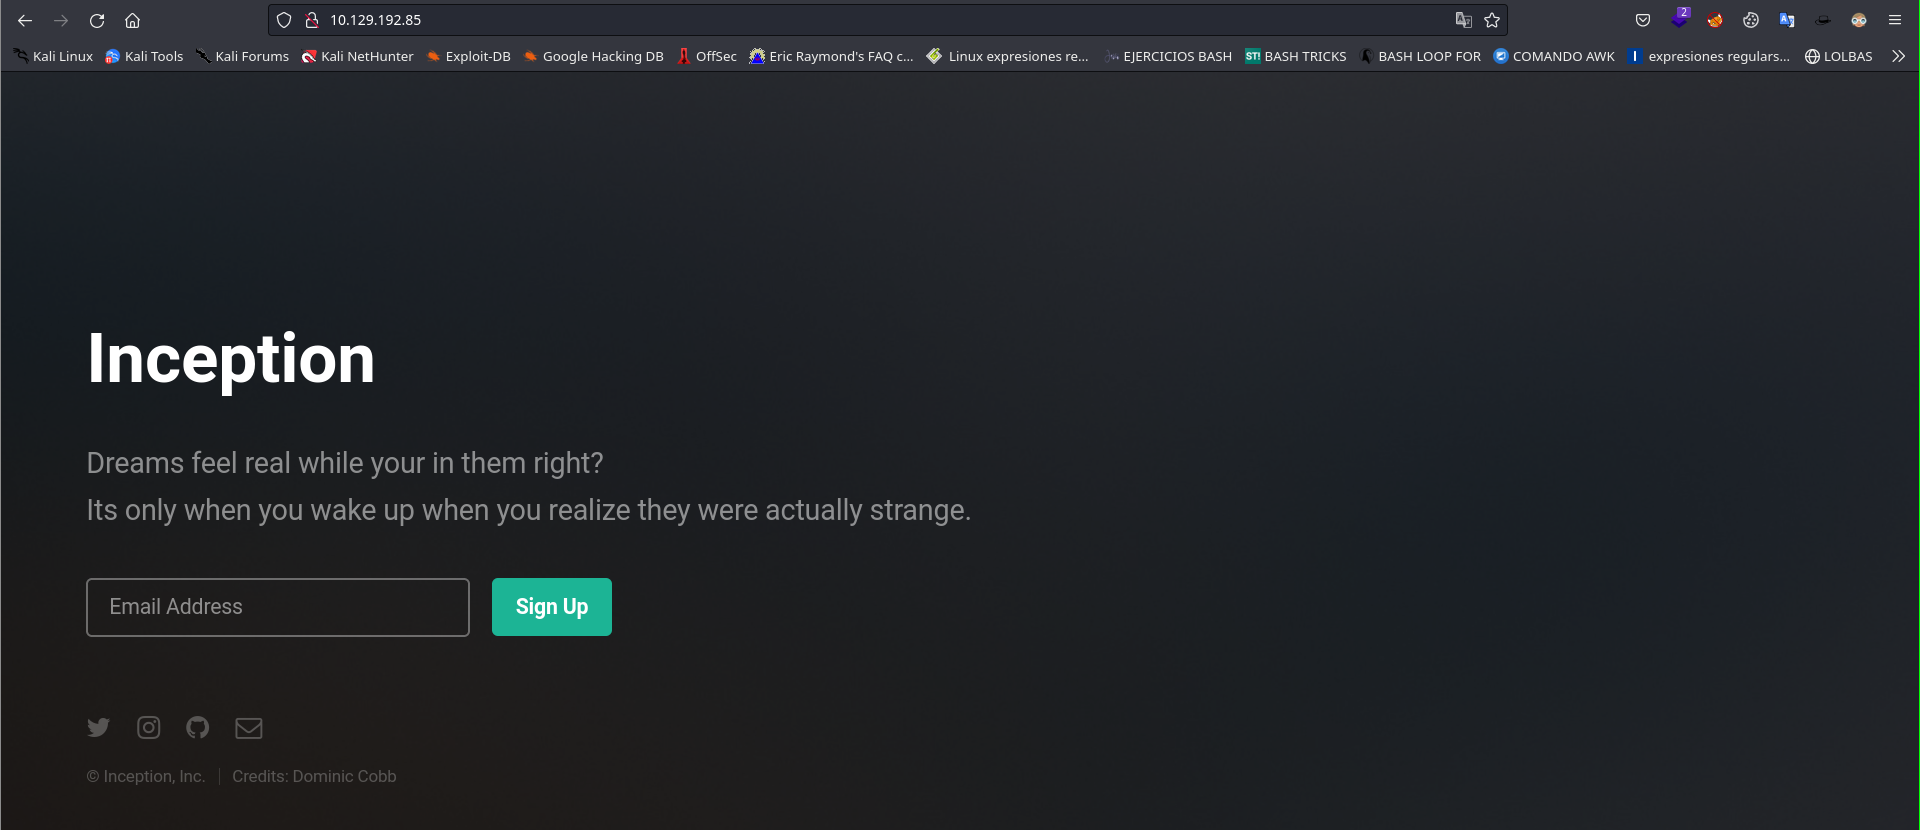 10.129.192.85
2
Kali Linux Kali Tools Kali Forums Kali NetHunter Exploit-DB Google Hacking DB OffSec Eric Raymond's FAQ c... Linux expresiones re... EJERCICIOS BASH ST! BASH TRICKS BASH LOOP FOR COMANDO AWK I expresiones regulars... LOLBAS
Inception
Dreams feel real while your in them right?
Its only when you wake up when you realize they were actually strange.
Email Address Sign Up
© Inception, Inc. Credits: Dominic Cobb